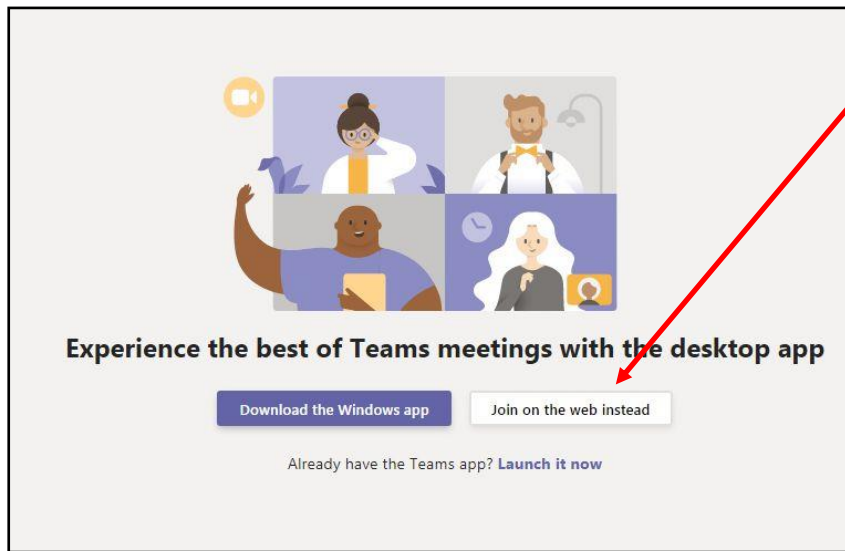 Experience the best of Teams meetings with the desktop app
Download the Windows app
Join on the web instead
Already have the Teams app? Launch it now